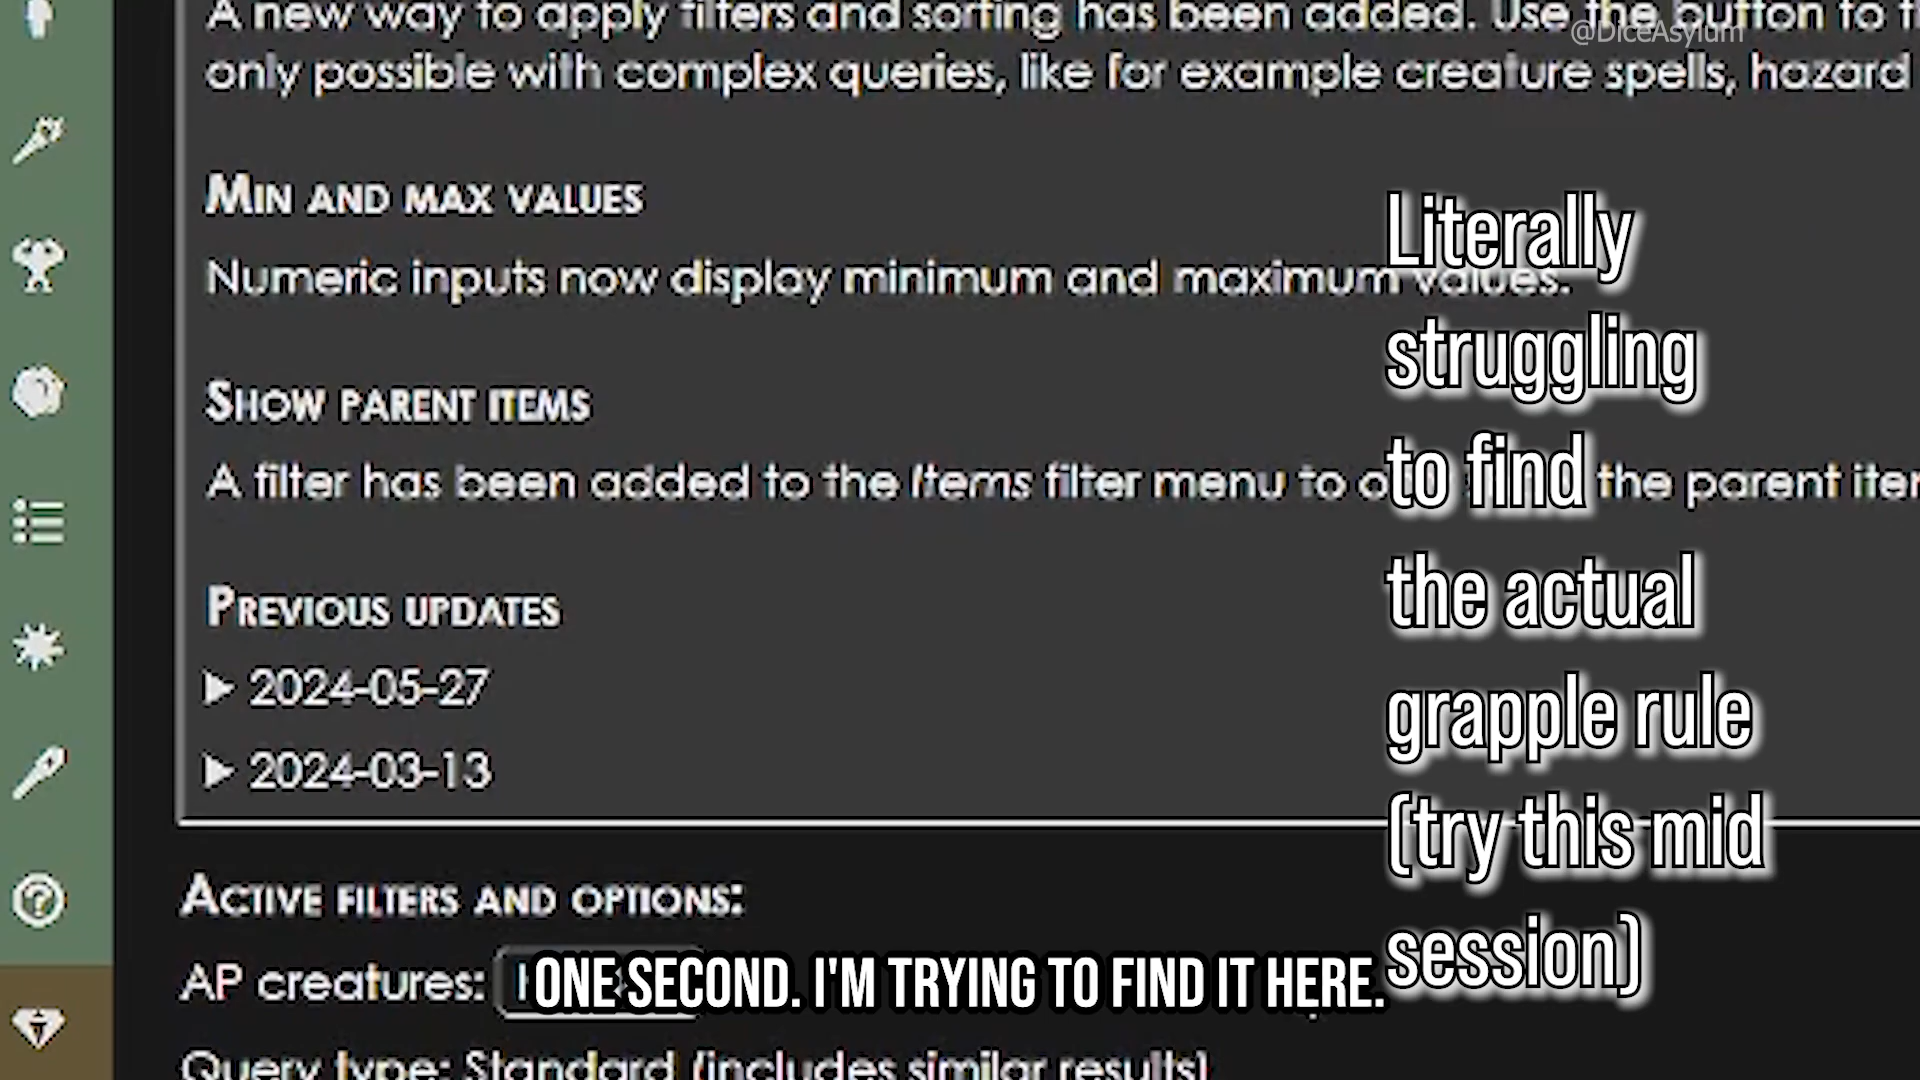 A new way to apply filters and sorting has been added. Use the button to
@DiceAsylum
only possible with complex queries, like for example creature spells, hazard
MIN AND MAX VALUES
Numeric inputs now display minimum and maximum values.
SHOW PARENT ITEMS
A filter has been added to the Items filter menu to the parent
PREVIOUS UPDATES
▶ 2024-05-27
▶ 2024-03-13
ACTIVE FILTERS AND OPTIONS:
AP creatures:
Query type: Standard (includes similar results)
Literally
struggling
to find
the actual
grapple rule
(try this mid
session)
ONE SECOND. I'M TRYING TO FIND IT HERE.